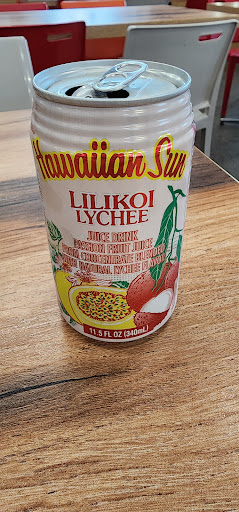 Hawaiian Sun
LILIKOI
LYCHEE
JUICE DRINK
PASSION FRUIT JUICE
FROM CONCENTRATE BLENDED
WITH NATURAL LYCHEE FLAVOR
11.5 FL OZ (340mL)